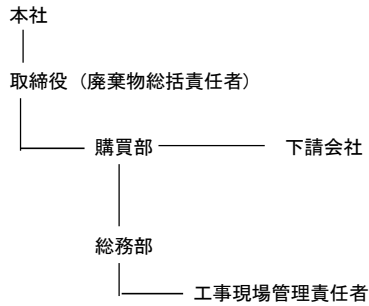 本社
取締役（廃棄物総括責任者）
購買部
下請会社
総務部
工事現場管理責任者